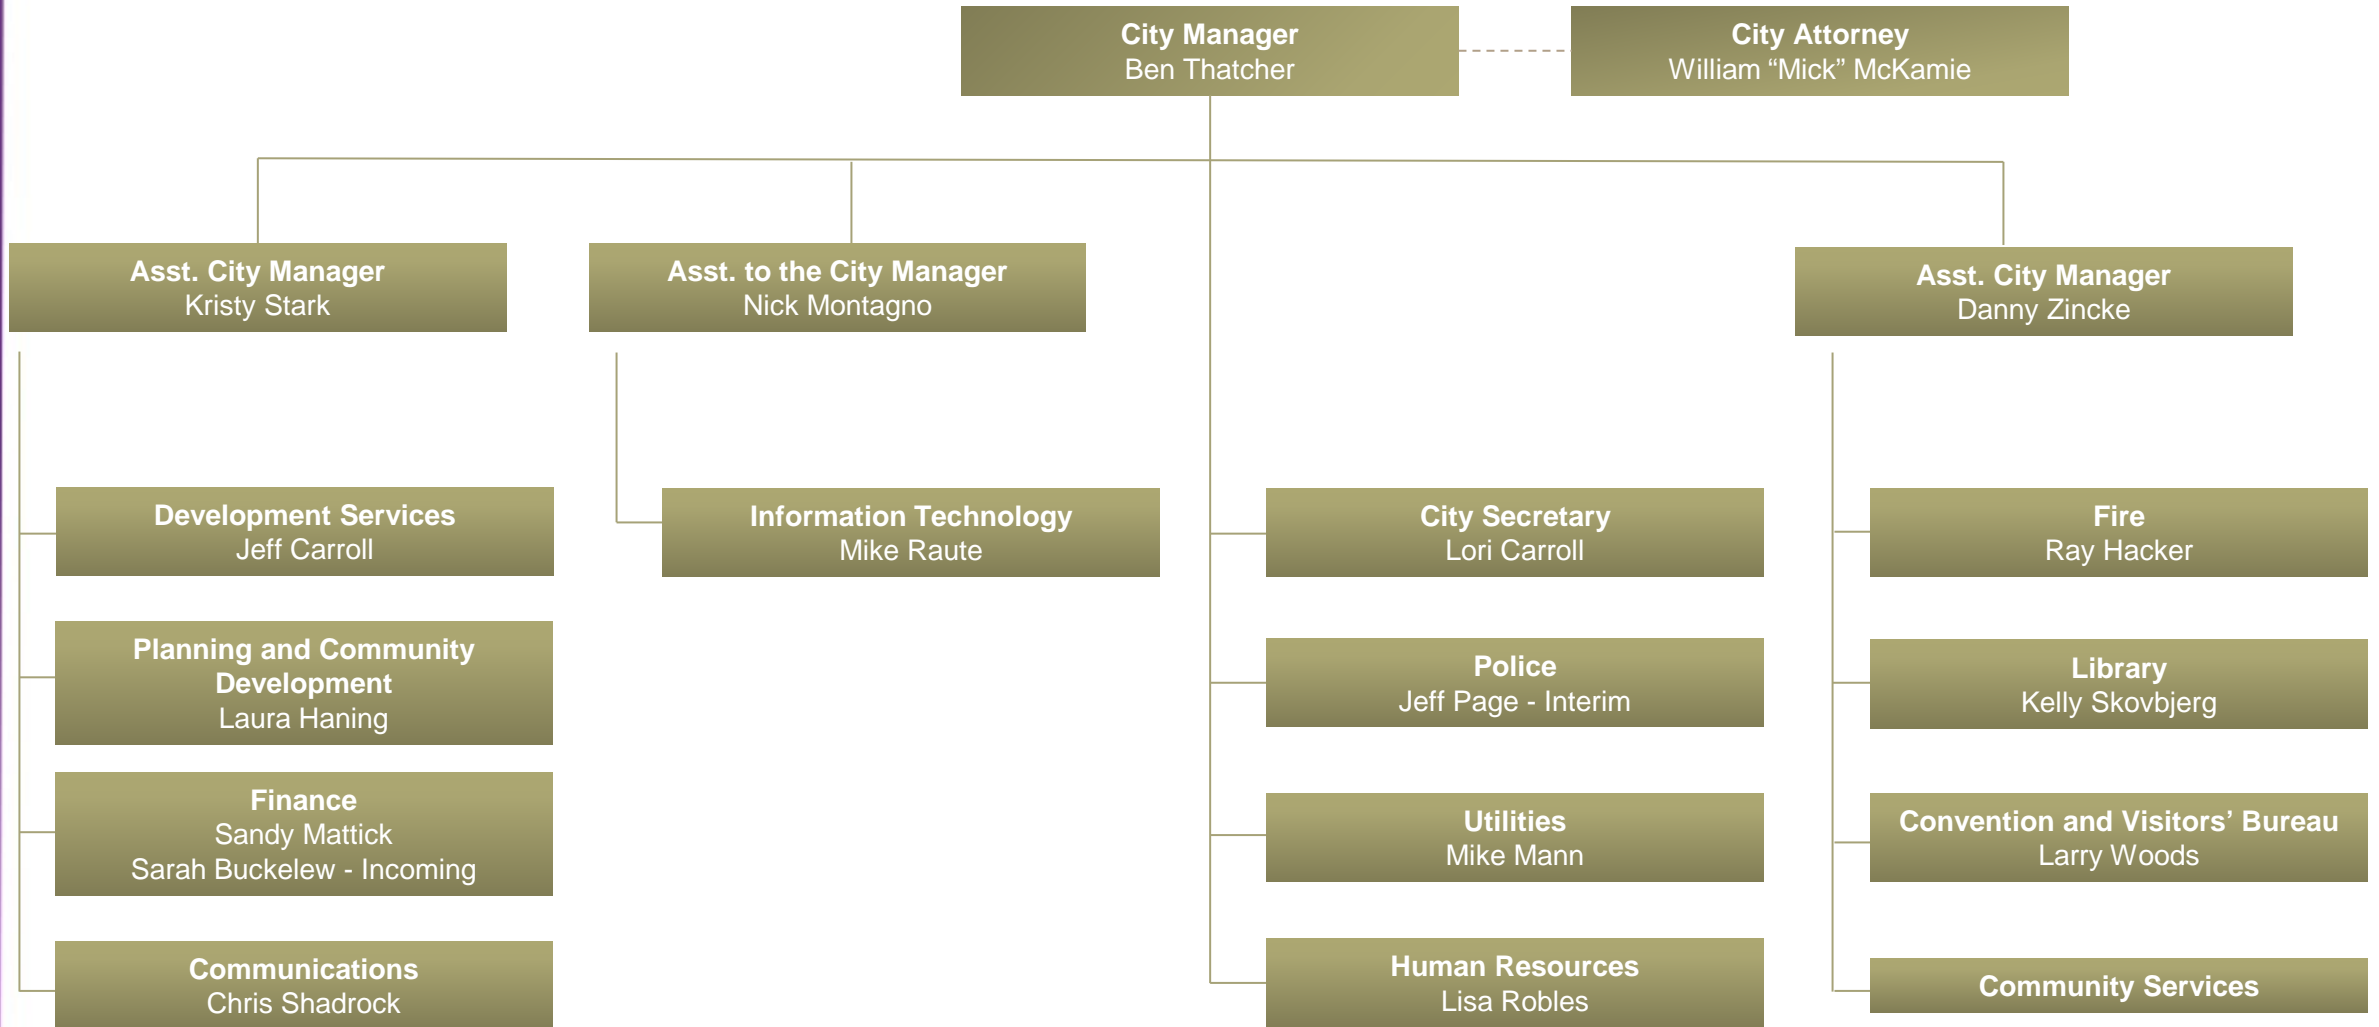 City Manager
Ben Thatcher
City Attorney
William “Mick” McKamie
Asst. City Manager
Kristy Stark
Asst. to the City Manager
Nick Montagno
Asst. City Manager
Danny Zincke
Development Services
Jeff Carroll
Planning and Community
Development
Laura Haning
Finance
Sandy Mattick
Sarah Buckelew - Incoming
Communications
Chris Shadrock
Information Technology
Mike Raute
City Secretary
Lori Carroll
Police
Jeff Page - Interim
Utilities
Mike Mann
Human Resources
Lisa Robles
Fire
Ray Hacker
Library
Kelly Skovbjerg
Convention and Visitors’ Bureau
Larry Woods
Community Services